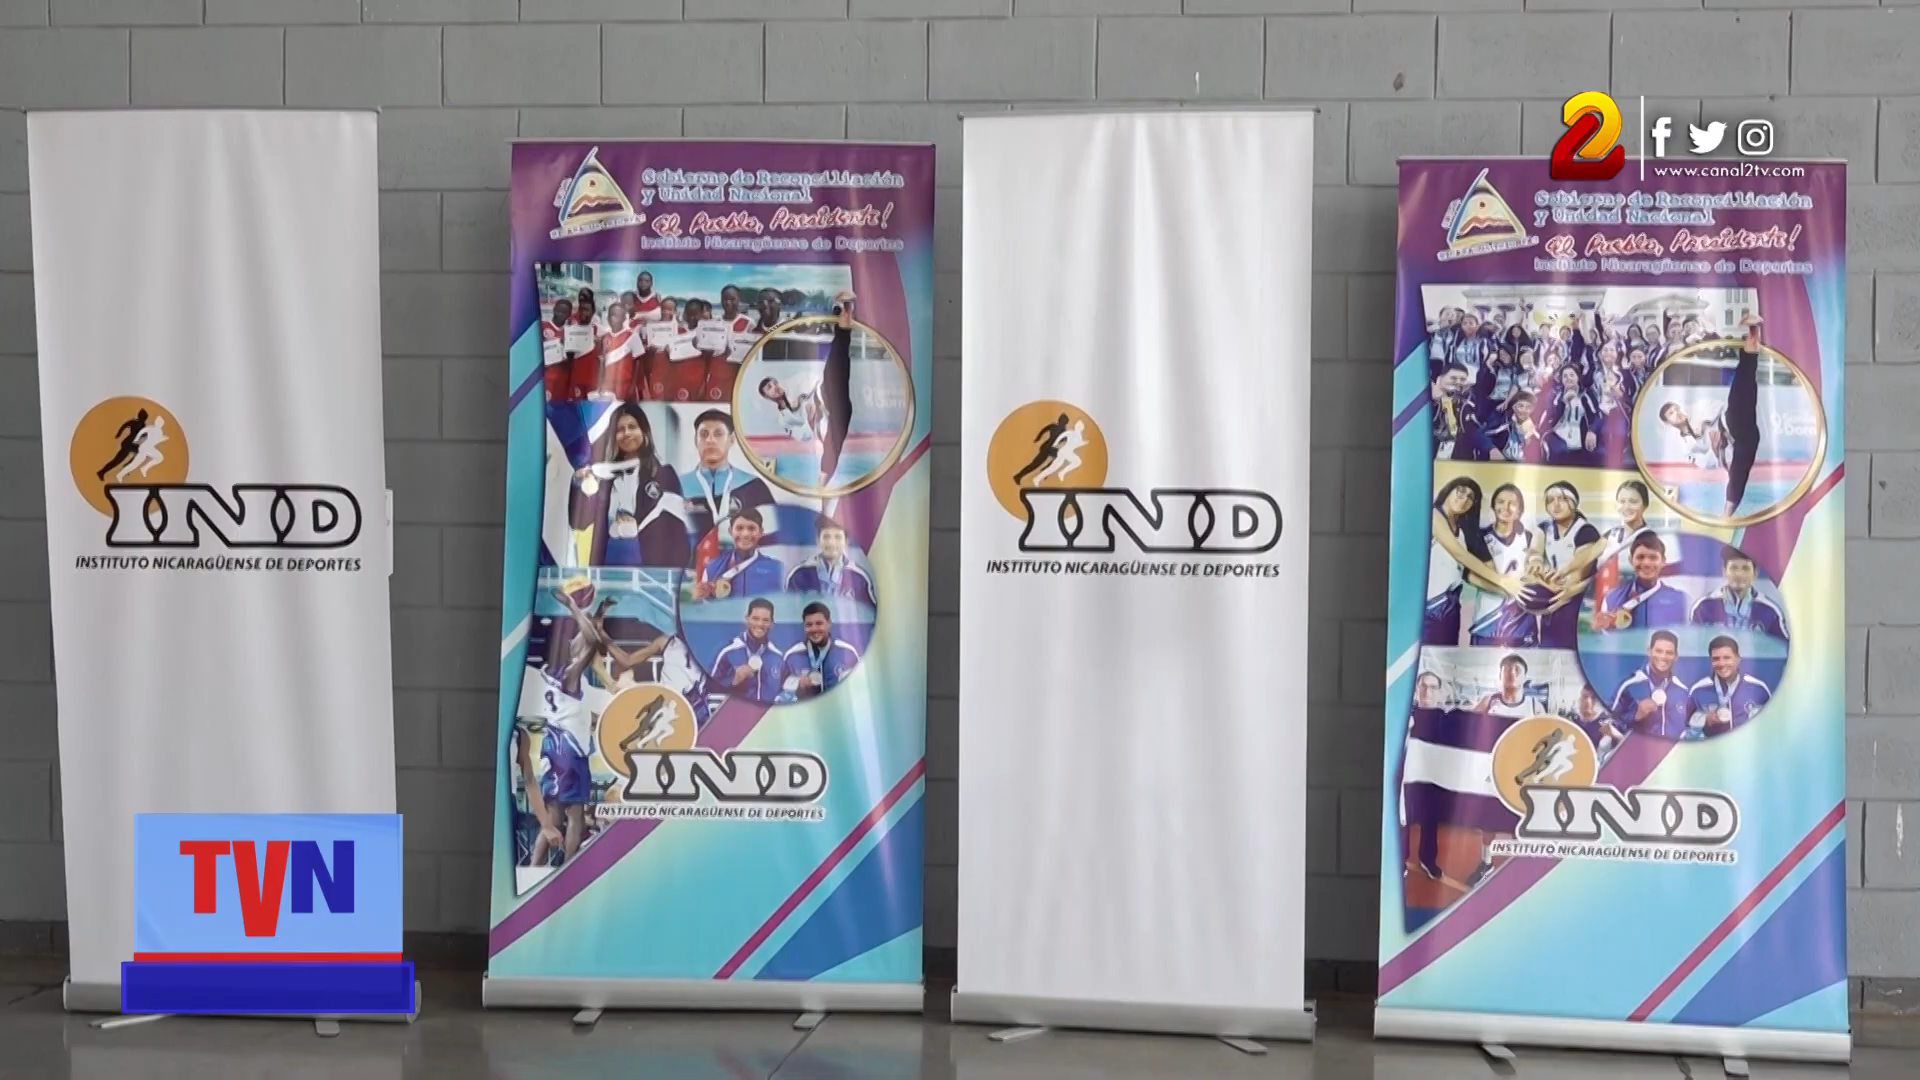 IND
INSTITUTO NICARAGÜENSE DE DEPORTES
TVN
Gobierno de Reconciliación
y Unidad Nacional
El Pueblo, Presidente!
Instituto Nicaragüense de Deportes
IND
INSTITUTO NICARAGÜENSE DE DEPORTES
IND
INSTITUTO NICARAGÜENSE DE DEPORTES
2
www.canal2tv.com
Gobierno de Reconciliación
y Unidad Nacional
El Pueblo, Presidente!
Instituto Nicaragüense de Deportes
IND
INSTITUTO NICARAGÜENSE DE DEPORTES